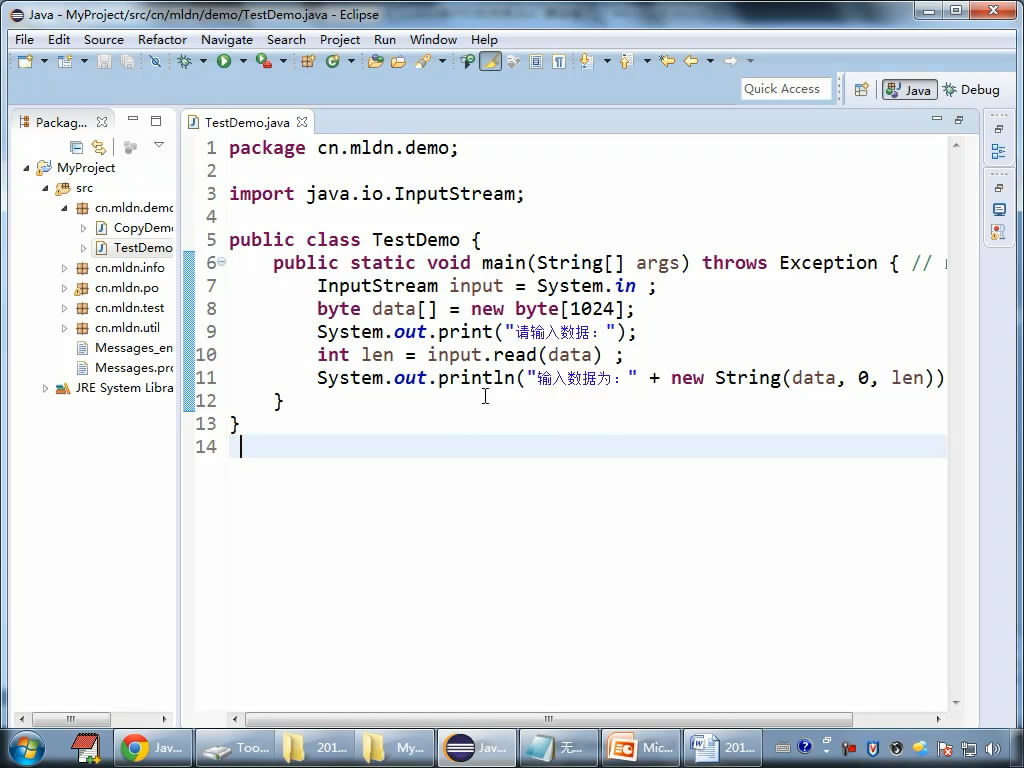 Java - MyProject/src/cn/mldn/demo/TestDemo.java - Eclipse
File Edit Source Refactor Navigate Search Project Run Window Help
Quick Access Java Debug
Packag... TestDemo.java
1 package cn.mldn.demo;
2
3 import java.io.InputStream;
4
5 public class TestDemo {
6 public static void main(String[] args) throws Exception { //
7 InputStream input = System.in ;
8 byte data[] = new byte[1024];
9 System.out.print("请输入数据：");
10 int len = input.read(data) ;
11 System.out.println("输入数据为：" + new String(data, 0, len))
12 }
13 }
14
MyProject
src
cn.mldn.demo
CopyDemo
TestDemo
cn.mldn.info
cn.mldn.po
cn.mldn.test
cn.mldn.util
Messages_en
Messages.pro
JRE System Libra
Jav... Too... 201... My... Jav... 无... Mic... 201...